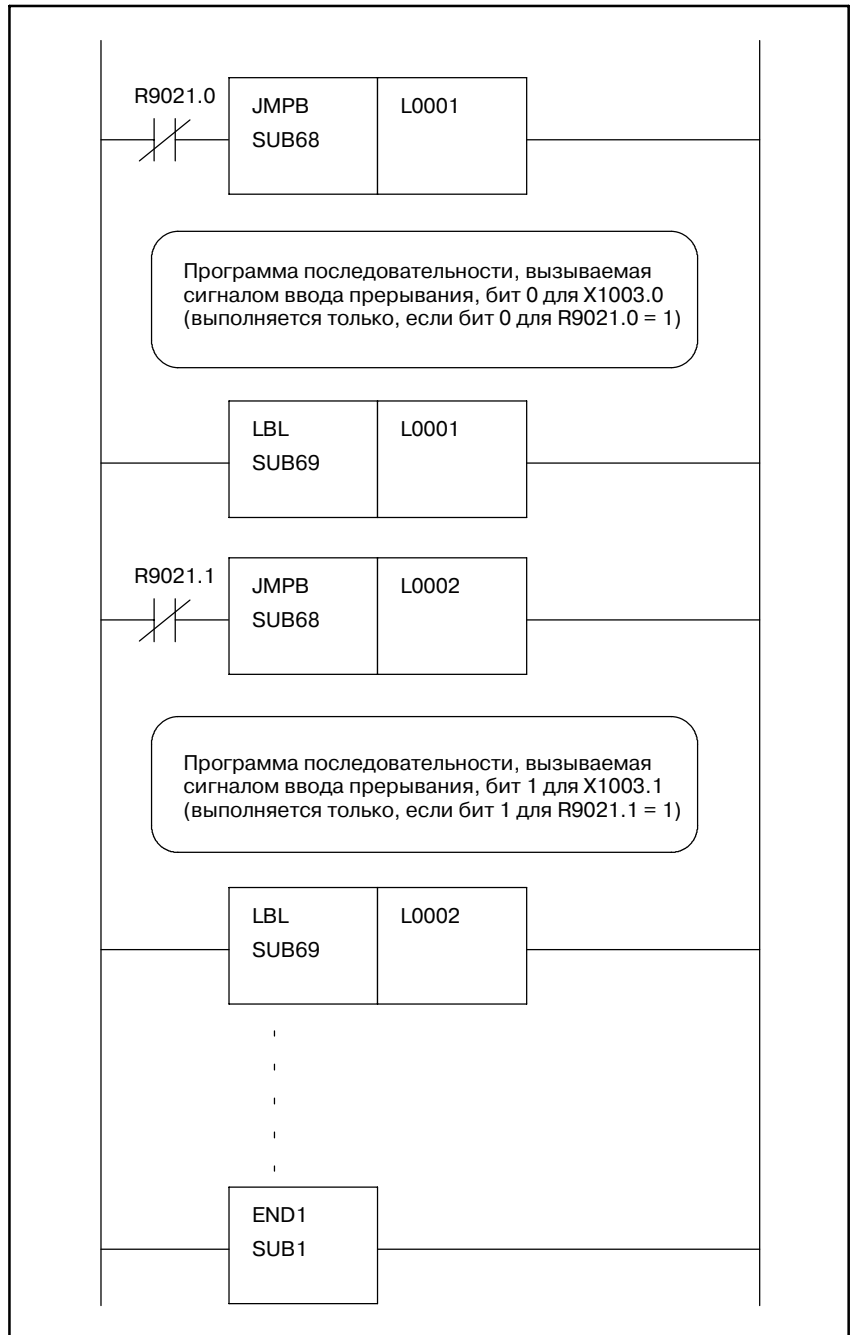 R9021.0
JMPB L0001
SUB68
Программа последовательности, вызываемая
сигналом ввода прерывания, бит 0 для X1003.0
(выполняется только, если бит 0 для R9021.0 = 1)
LBL L0001
SUB69
R9021.1
JMPB L0002
SUB68
Программа последовательности, вызываемая
сигналом ввода прерывания, бит 1 для X1003.1
(выполняется только, если бит 1 для R9021.1 = 1)
LBL L0002
SUB69
END1
SUB1